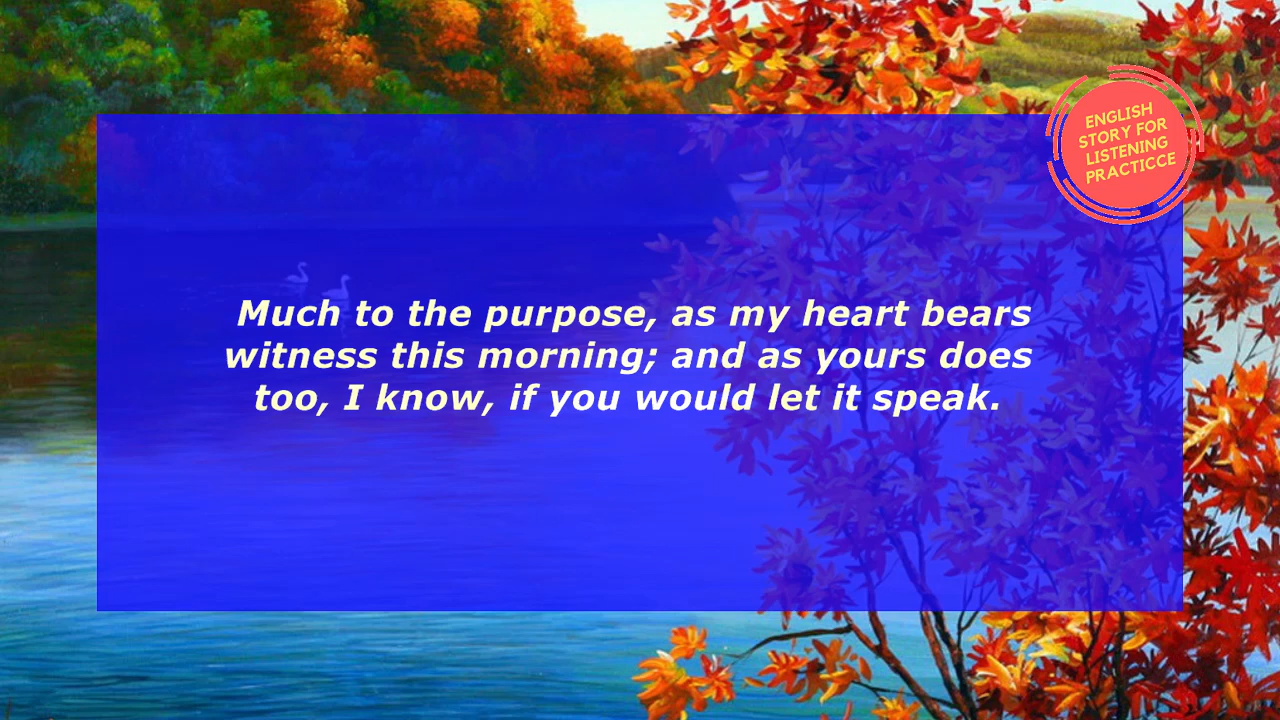 ENGLISH
STORY FOR
LISTENING
PRACTICCE
Much to the purpose, as my heart bears
witness this morning; and as yours does
too, I know, if you would let it speak.